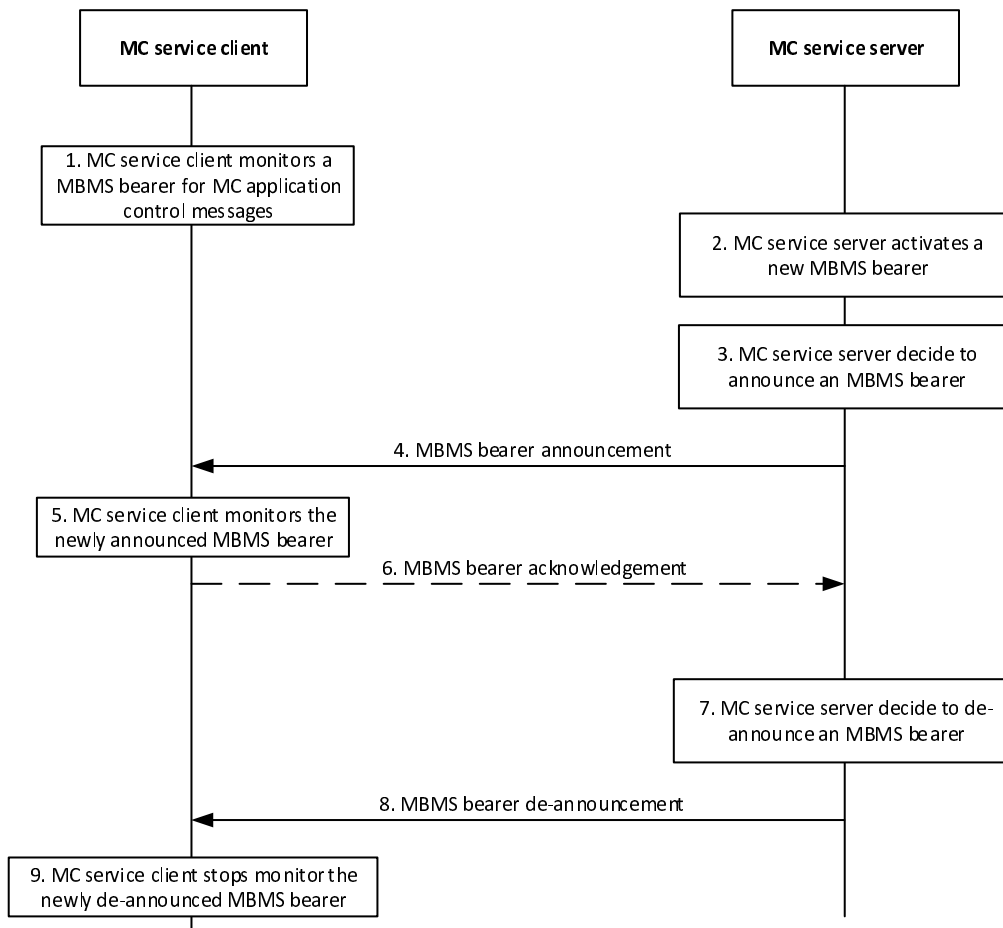 MC service client
MC service server
1. MC service client monitors a
MBMS bearer for MC application
control messages
2. MC service server activates a
new MBMS bearer
3. MC service server decide to
announce an MBMS bearer
4. MBMS bearer announcement
5. MC service client monitors the
newly announced MBMS bearer
6. MBMS bearer acknowledgement
7. MC service server decide to de-
announce an MBMS bearer
8. MBMS bearer de-announcement
9. MC service client stops monitor the
newly de-announced MBMS bearer